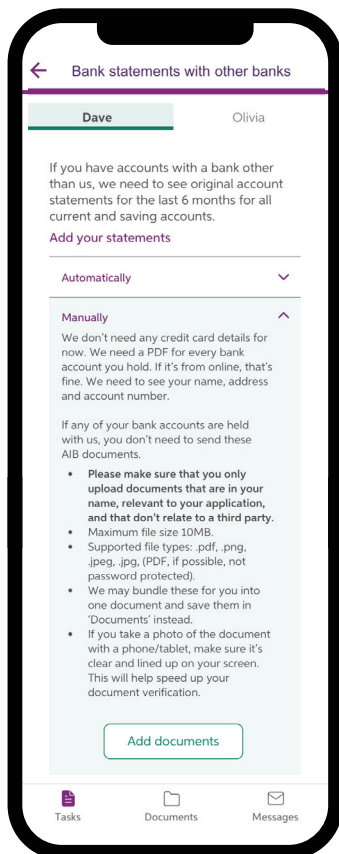 Bank statements with other banks
Dave
Olivia
If you have accounts with a bank other
than us, we need to see original account
statements for the last 6 months for all
current and saving accounts.
Add your statements
Automatically
Manually
We don't need any credit card details for
now. We need a PDF for every bank
account you hold. If it's from online, that's
fine. We need to see your name, address
and account number.
If any of your bank accounts are held
with us, you don't need to send these
AIB documents.
• Please make sure that you only
upload documents that are in your
name, relevant to your application,
and that don't relate to a third party.
• Maximum file size 10MB.
• Supported file types: .pdf, .png,
.jpeg, .jpg, (PDF, if possible, not
password protected).
• We may bundle these for you into
one document and save them in
'Documents' instead.
• If you take a photo of the document
with a phone/tablet, make sure it's
clear and lined up on your screen.
This will help speed up your
document verification.
Add documents
Tasks
Documents
Messages